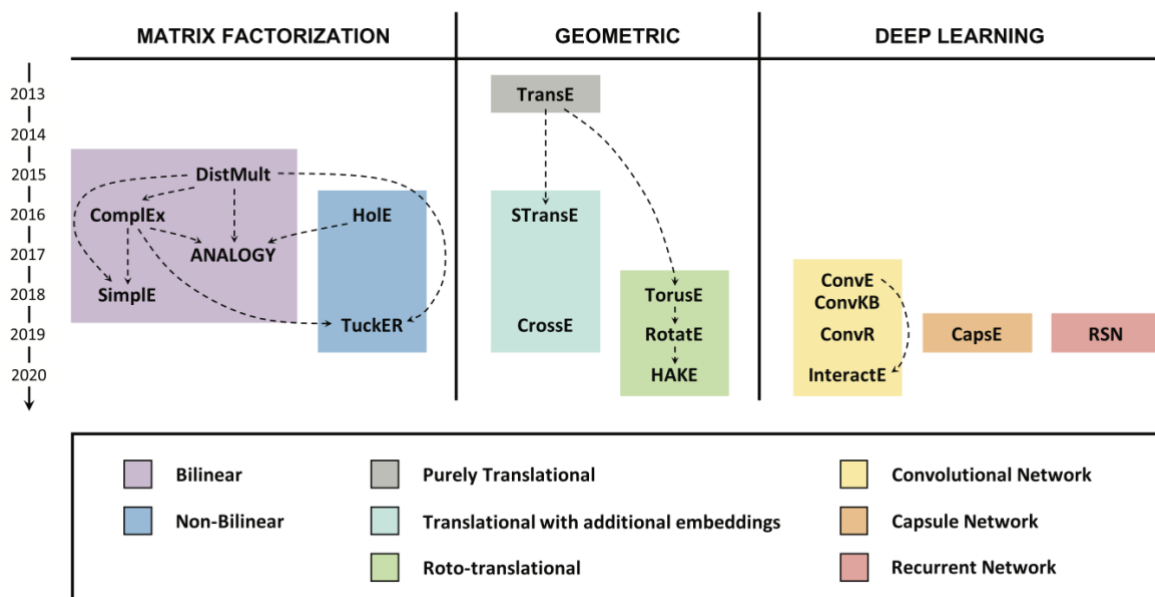 MATRIX FACTORIZATION GEOMETRIC DEEP LEARNING
2013 TransE
2014
2015 DistMult
2016 ComplEx HolE STransE
2017 ANALOGY
ConvE
2018 SimplE TorusE ConvKB
2019 TuckER CrossE RotatE ConvR CapsE RSN
2020 HAKE InteractE
Bilinear Purely Translational Convolutional Network
Non-Bilinear Translational with additional embeddings Capsule Network
Roto-translational Recurrent Network